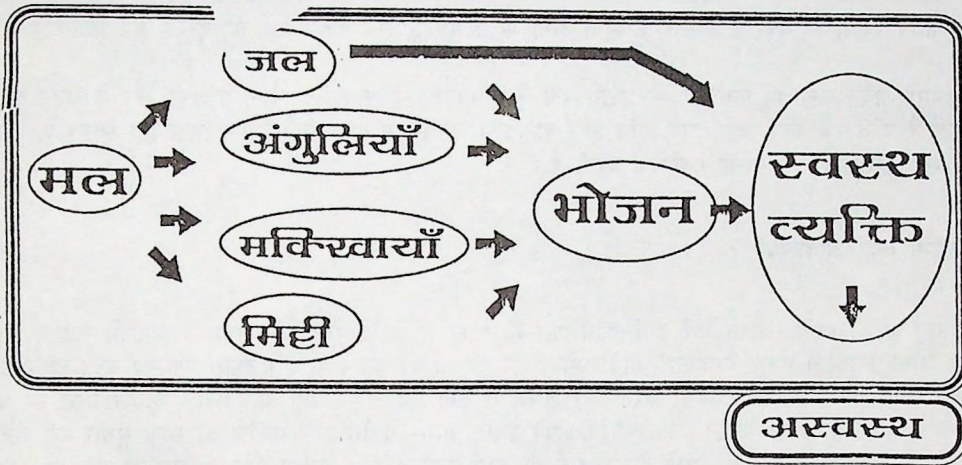 जल
अंगुलियाँ
मल
मक्खियाँ
मिट्टी
भोजन
स्वस्थ
व्यक्ति
अस्वस्थ